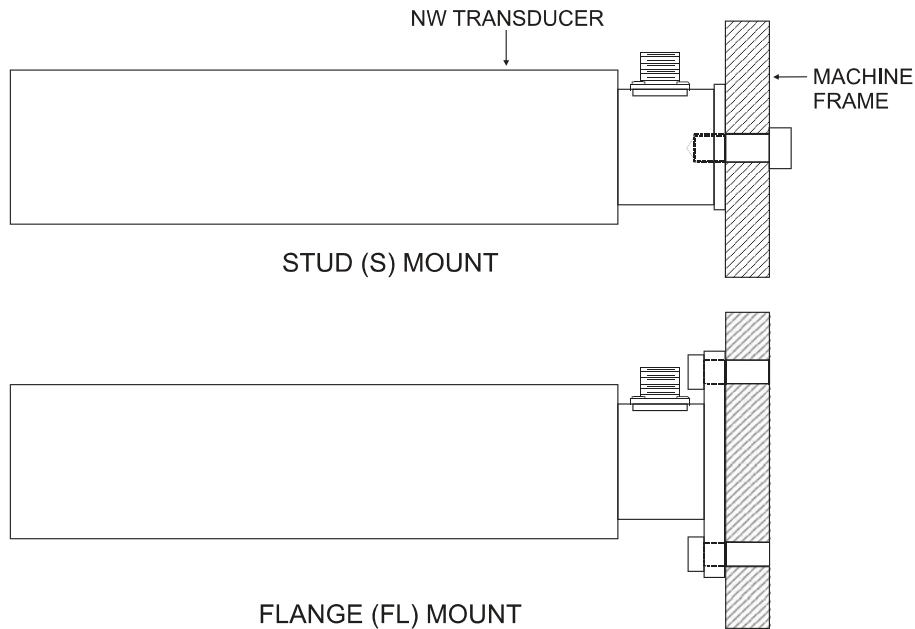 NW TRANSDUCER
MACHINE
FRAME
STUD (S) MOUNT
FLANGE (FL) MOUNT